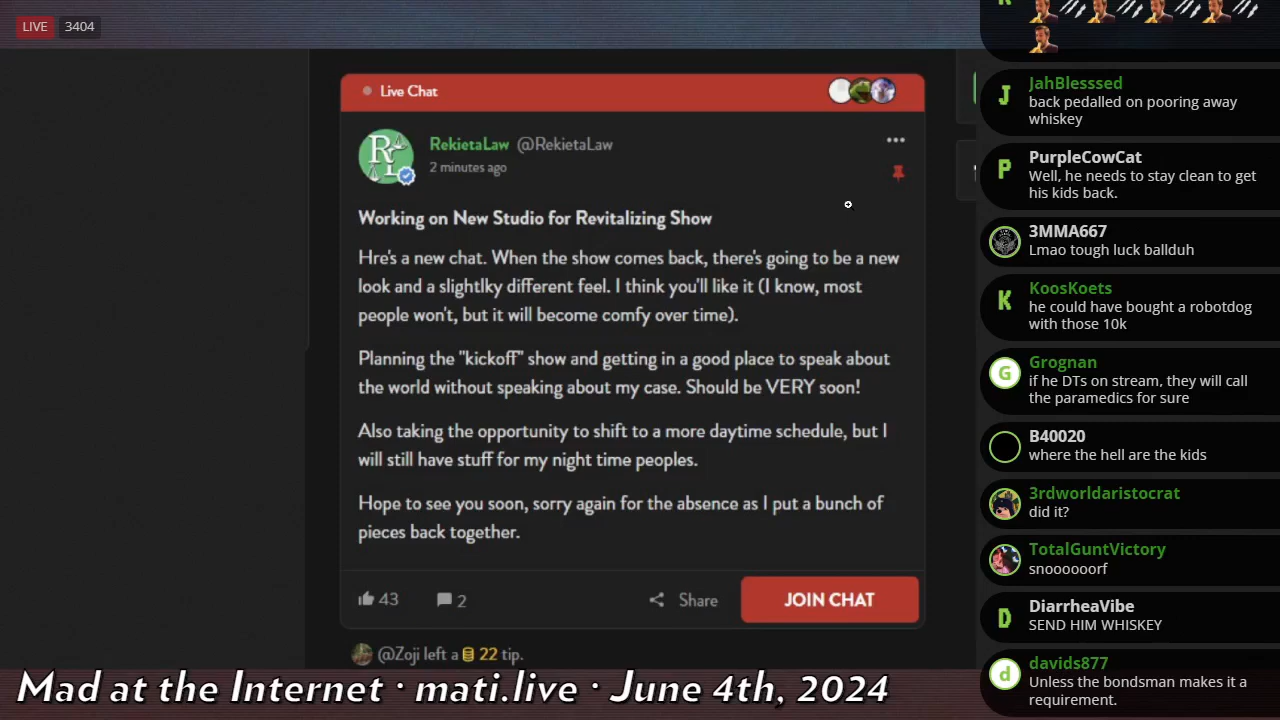 LIVE 3404
Live Chat
RekietaLaw @RekietaLaw
2 minutes ago
Working on New Studio for Revitalizing Show
Hre's a new chat. When the show comes back, there's going to be a new
look and a slightlky different feel. I think you'll like it (I know, most
people won't, but it will become comfy over time).
Planning the "kickoff" show and getting in a good place to speak about
the world without speaking about my case. Should be VERY soon!
Also taking the opportunity to shift to a more daytime schedule, but I
will still have stuff for my night time peoples.
Hope to see you soon, sorry again for the absence as I put a bunch of
pieces back together.
43 2 Share JOIN CHAT
@Zoji left a 22 tip.
JahBlesssed
back pedalled on pooring away
whiskey
PurpleCowCat
Well, he needs to stay clean to get
his kids back.
3MMA667
Lmao tough luck ballduh
KoosKoets
he could have bought a robotdog
with those 10k
Grognan
if he DTs on stream, they will call
the paramedics for sure
B40020
where the hell are the kids
3rdworldaristocrat
did it?
TotalGuntVictory
snoooooorf
DiarrheaVibe
SEND HIM WHISKEY
davids877
Unless the bondsman makes it a
requirement.
Mad at the Internet · mati.live · June 4th, 2024